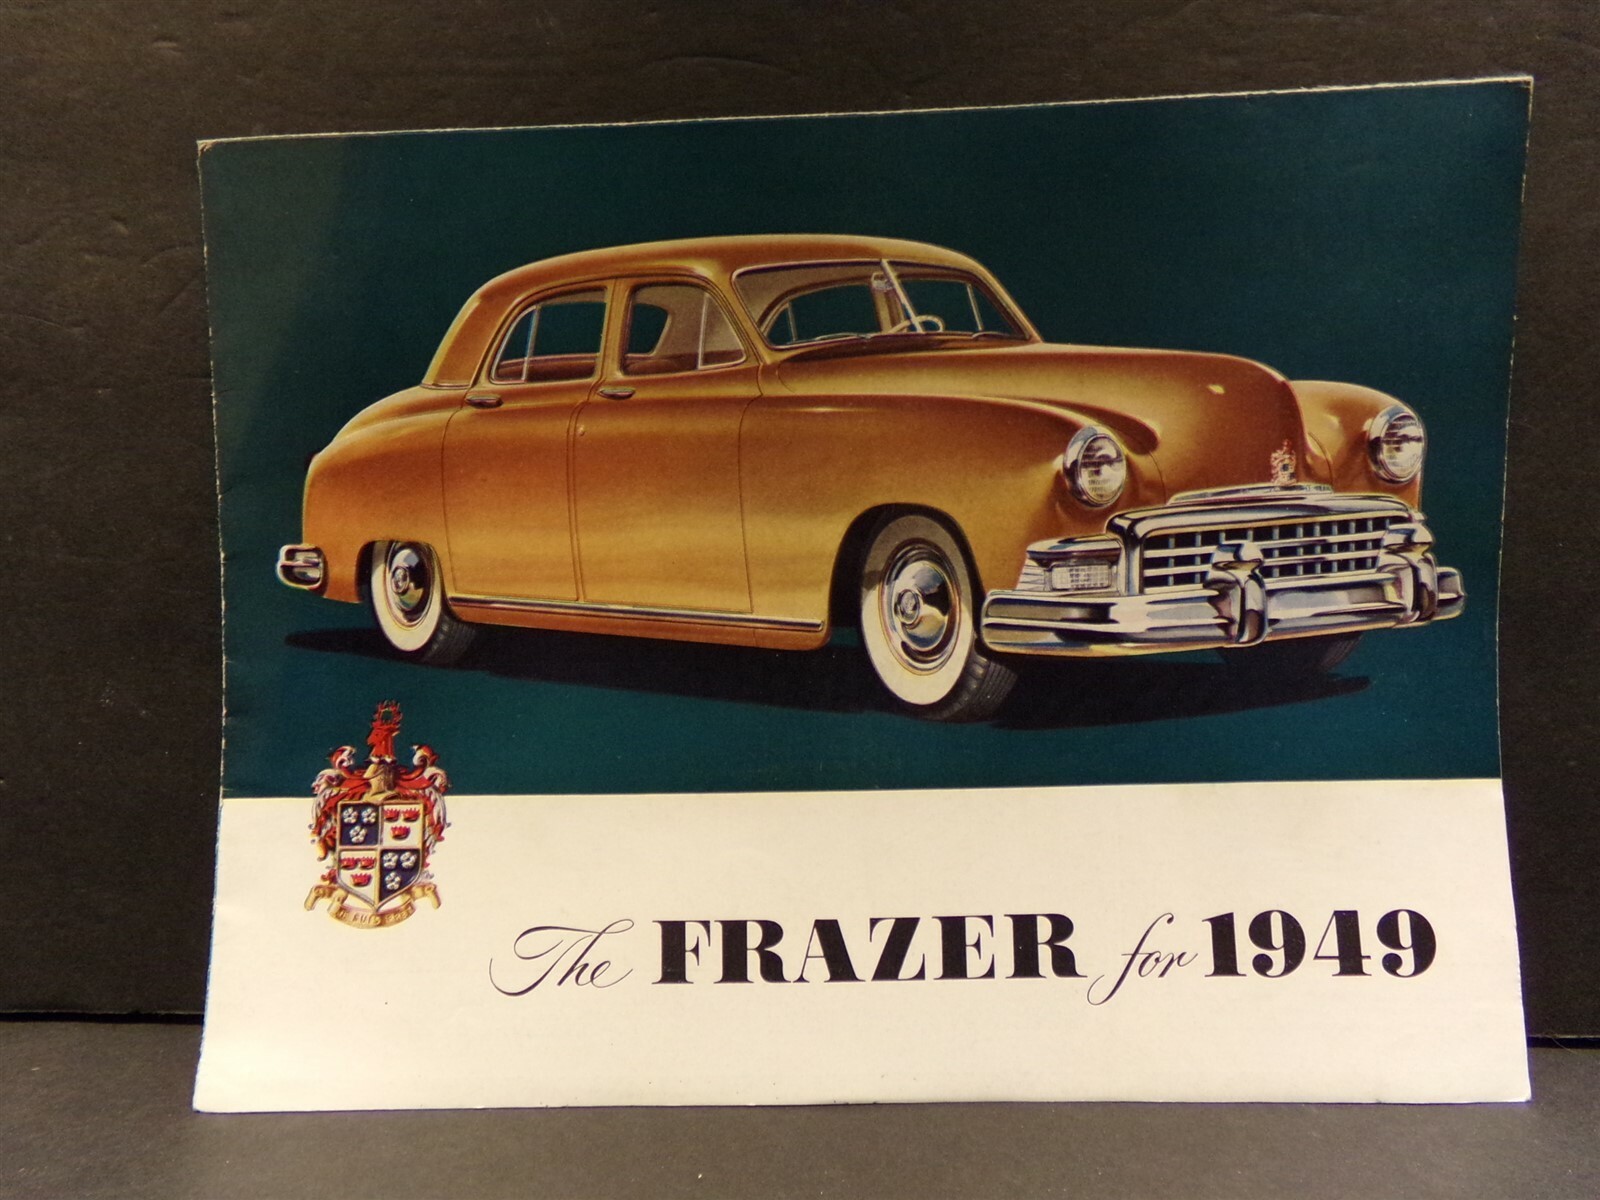 The FRAZER for 1949